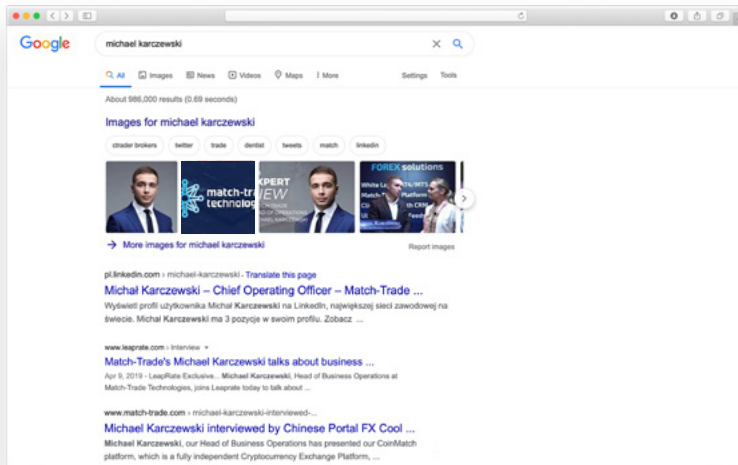 Google
michael karczewski
All Images News Videos Maps More Settings Tools
About 986,000 results (0.69 seconds)
Images for michael karczewski
ctrader brokers twitter trade dentist tweets match linkedin
match-tr
technolog
XPERT
IEW
FOREX solutions
More images for michael karczewski
Report images
pl.linkedin.com › michael-karczewski - Translate this page
Michał Karczewski – Chief Operating Officer – Match-Trade ...
Wyświetl profil użytkownika Michał Karczewski na LinkedIn, największej sieci zawodowej na
świecie. Michał Karczewski ma 3 pozycje w swoim profilu. Zobacz ...
www.leaprate.com › Interview
Match-Trade's Michael Karczewski talks about business ...
Apr 9, 2019 - LeapRate Exclusive... Michael Karczewski, Head of Business Operations at
Match-Trade Technologies, joins Leaprate today to talk about ...
www.match-trade.com › michael-karczewski-interviewed-...
Michael Karczewski interviewed by Chinese Portal FX Cool ...
Michael Karczewski, our Head of Business Operations has presented our CoinMatch
platform, which is a fully independent Cryptocurrency Exchange Platform, ...